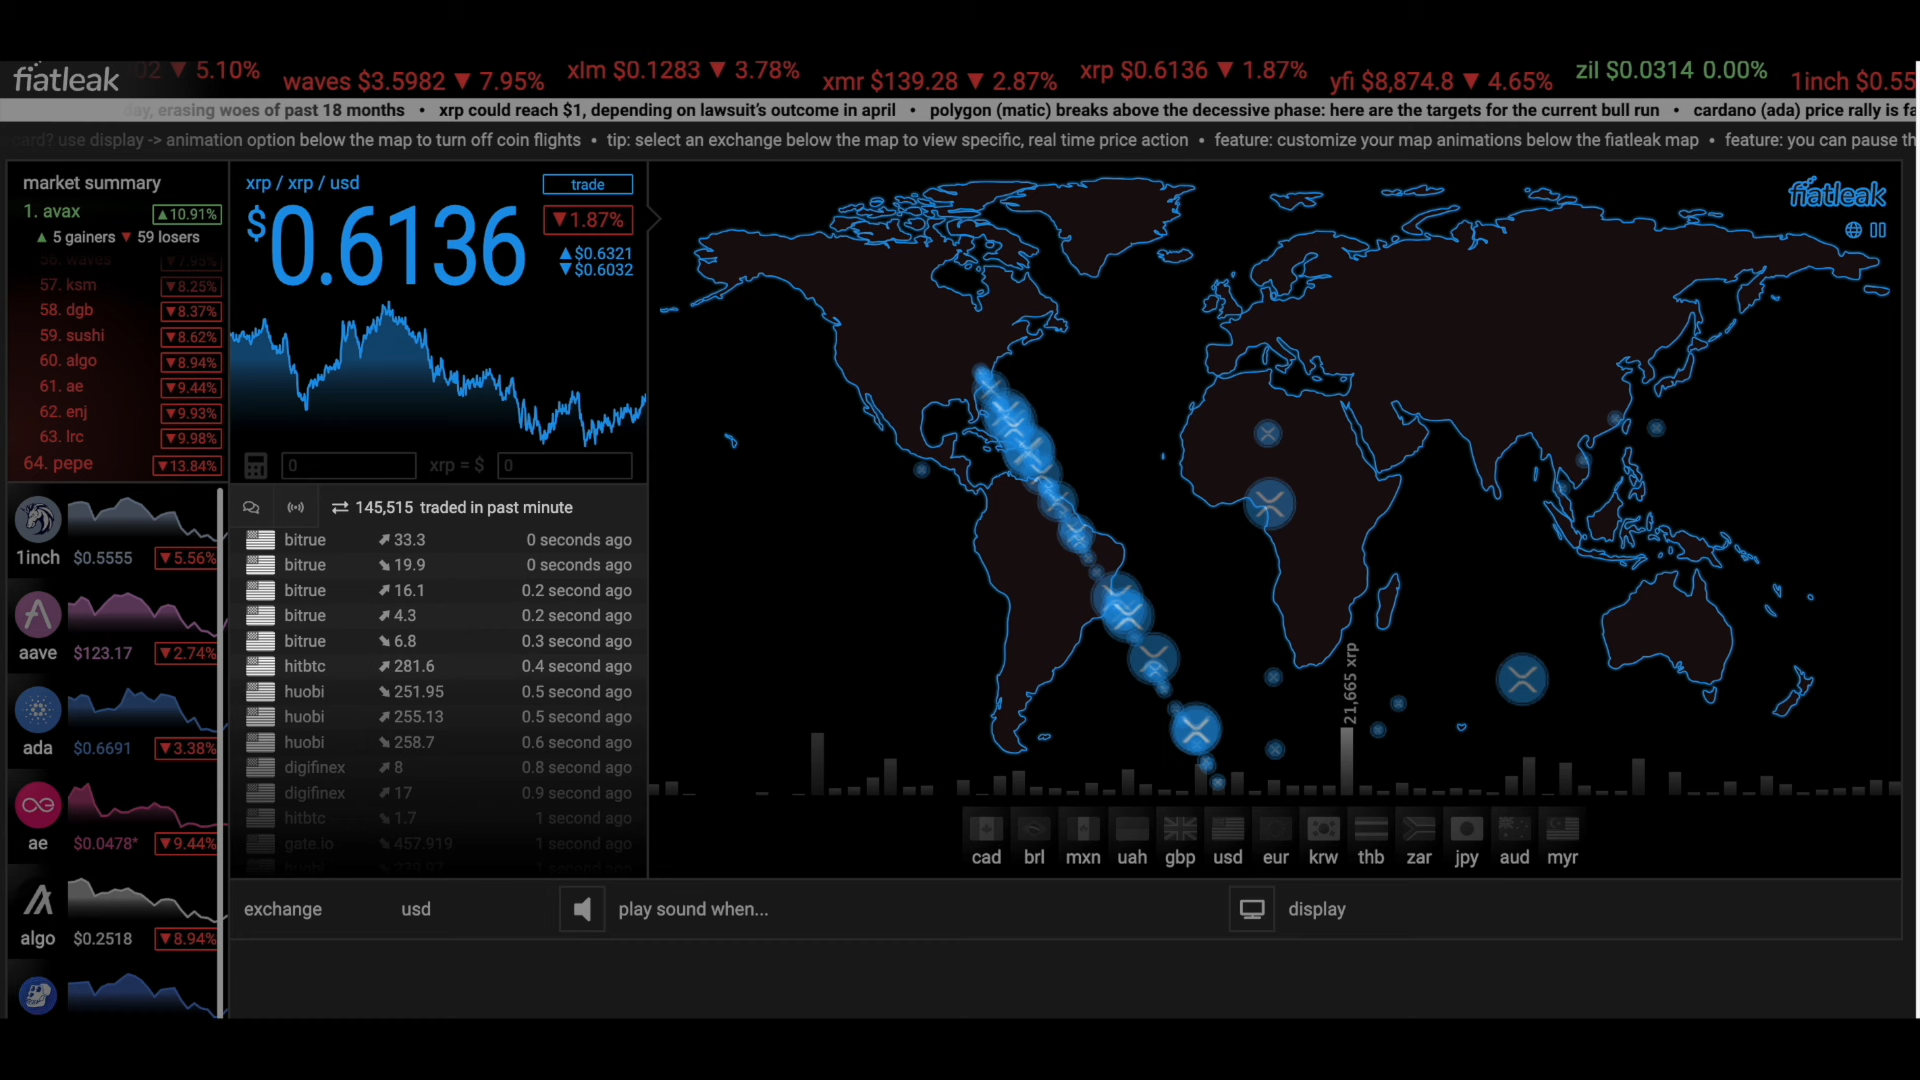 fiatleak
02 ▼ 5.10%
waves $3.5982 ▼ 7.95%
xlm $0.1283 ▼ 3.78%
xmr $139.28 ▼ 2.87%
xrp $0.6136 ▼ 1.87%
yfi $8,874.8 ▼ 4.65%
zil $0.0314 0.00%
1inch $0.55
day, erasing woes of past 18 months • xrp could reach $1, depending on lawsuit's outcome in april • polygon (matic) breaks above the decessive phase: here are the targets for the current bull run • cardano (ada) price rally is fa
card? use display -> animation option below the map to turn off coin flights • tip: select an exchange below the map to view specific, real time price action • feature: customize your map animations below the fiatleak map • feature: you can pause th
market summary
1. avax ▲10.91%
▲ 5 gainers ▼ 59 losers
56. waves ▼7.95%
57. ksm ▼8.25%
58. dgb ▼8.37%
59. sushi ▼8.62%
60. algo ▼8.94%
61. ae ▼9.44%
62. enj ▼9.93%
63. lrc ▼9.98%
64. pepe ▼13.84%
1inch $0.5555 ▼5.56%
aave $123.17 ▼2.74%
ada $0.6691 ▼3.38%
ae $0.0478* ▼9.44%
algo $0.2518 ▼8.94%
xrp / xrp / usd
trade
$0.6136
▼1.87%
▲$0.6321
▼$0.6032
0 xrp = $ 0
145,515 traded in past minute
bitrue 33.3 0 seconds ago
bitrue 19.9 0 seconds ago
bitrue 16.1 0.2 second ago
bitrue 4.3 0.2 second ago
bitrue 6.8 0.3 second ago
hitbtc 281.6 0.4 second ago
huobi 251.95 0.5 second ago
huobi 255.13 0.5 second ago
huobi 258.7 0.6 second ago
digifinex 8 0.8 second ago
digifinex 17 0.9 second ago
hitbtc 1.7 1 second ago
gate.io 457.919 1 second ago
huobi 239.97 1 second ago
fiatleak
21,665 xrp
cad brl mxn uah gbp usd eur krw thb zar jpy aud myr
exchange usd play sound when... display